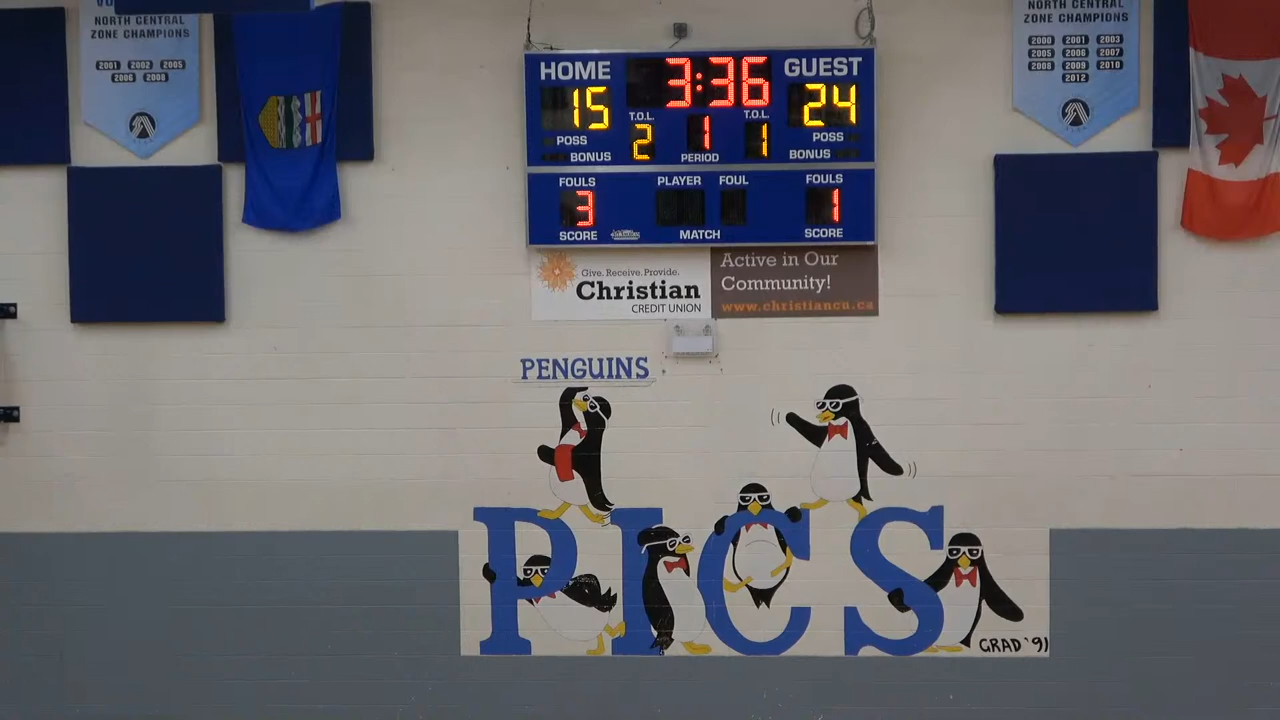 NORTH CENTRAL
ZONE CHAMPIONS
2001 2002 2005
2006 2008
NORTH CENTRAL
ZONE CHAMPIONS
2000 2001 2003
2005 2006 2007
2008 2009 2010
2012
HOME 3:36 GUEST
15 24
T.O.L. T.O.L.
2 1 1
POSS POSS
BONUS PERIOD BONUS
FOULS PLAYER FOUL FOULS
3 1
SCORE MATCH SCORE
Give. Receive. Provide.
Christian
CREDIT UNION
Active in Our
Community!
www.christiancu.ca
PENGUINS
PICS
GRAD '91